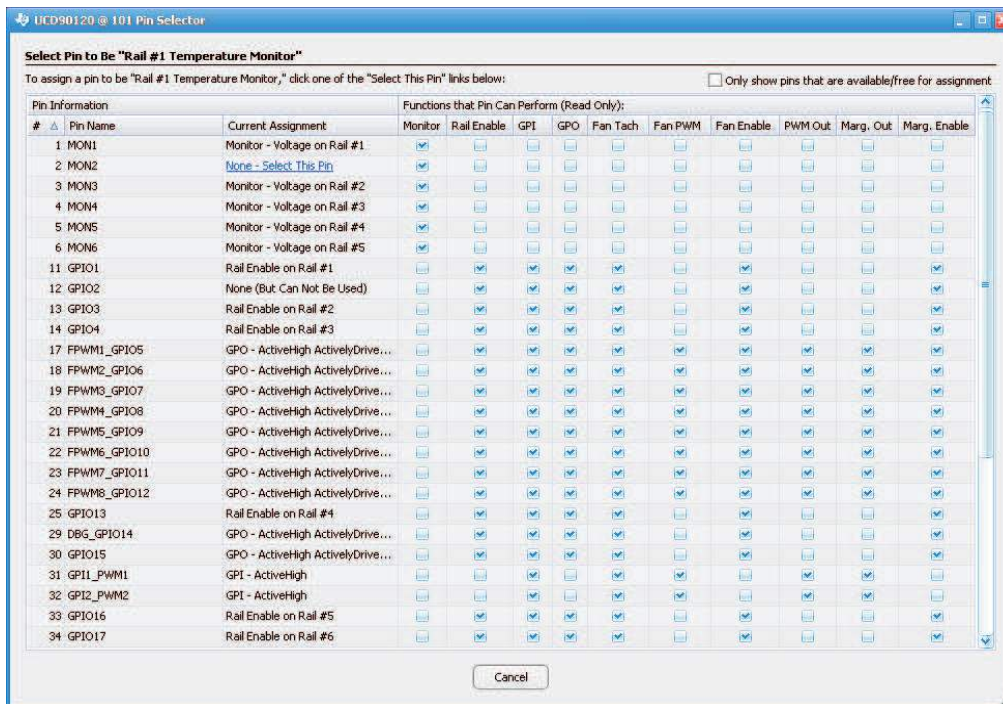 UCD90120 @ 101 Pin Selector
Select Pin to Be "Rail #1 Temperature Monitor"
To assign a pin to be "Rail #1 Temperature Monitor," click one of the "Select This Pin" links below:
Only show pins that are available/free for assignment
Pin Information Functions that Pin Can Perform (Read Only):
# Pin Name Current Assignment Monitor Rail Enable GPI GPO Fan Tach Fan PWM Fan Enable PWM Out Marg. Out Marg. Enable
1 MON1 Monitor - Voltage on Rail #1
2 MON2 None - Select This Pin
3 MON3 Monitor - Voltage on Rail #2
4 MON4 Monitor - Voltage on Rail #3
5 MON5 Monitor - Voltage on Rail #4
6 MON6 Monitor - Voltage on Rail #5
11 GPIO1 Rail Enable on Rail #1
12 GPIO2 None (But Can Not Be Used)
13 GPIO3 Rail Enable on Rail #2
14 GPIO4 Rail Enable on Rail #3
17 FPWM1_GPIO5 GPO - ActiveHigh ActivelyDrive...
18 FPWM2_GPIO6 GPO - ActiveHigh ActivelyDrive...
19 FPWM3_GPIO7 GPO - ActiveHigh ActivelyDrive...
20 FPWM4_GPIO8 GPO - ActiveHigh ActivelyDrive...
21 FPWM5_GPIO9 GPO - ActiveHigh ActivelyDrive...
22 FPWM6_GPIO10 GPO - ActiveHigh ActivelyDrive...
23 FPWM7_GPIO11 GPO - ActiveHigh ActivelyDrive...
24 FPWM8_GPIO12 GPO - ActiveHigh ActivelyDrive...
25 GPIO13 Rail Enable on Rail #4
29 DBG_GPIO14 GPO - ActiveHigh ActivelyDrive...
30 GPIO15 GPO - ActiveHigh ActivelyDrive...
31 GPI1_PWM1 GPI - ActiveHigh
32 GPI2_PWM2 GPI - ActiveHigh
33 GPIO16 Rail Enable on Rail #5
34 GPIO17 Rail Enable on Rail #6
Cancel